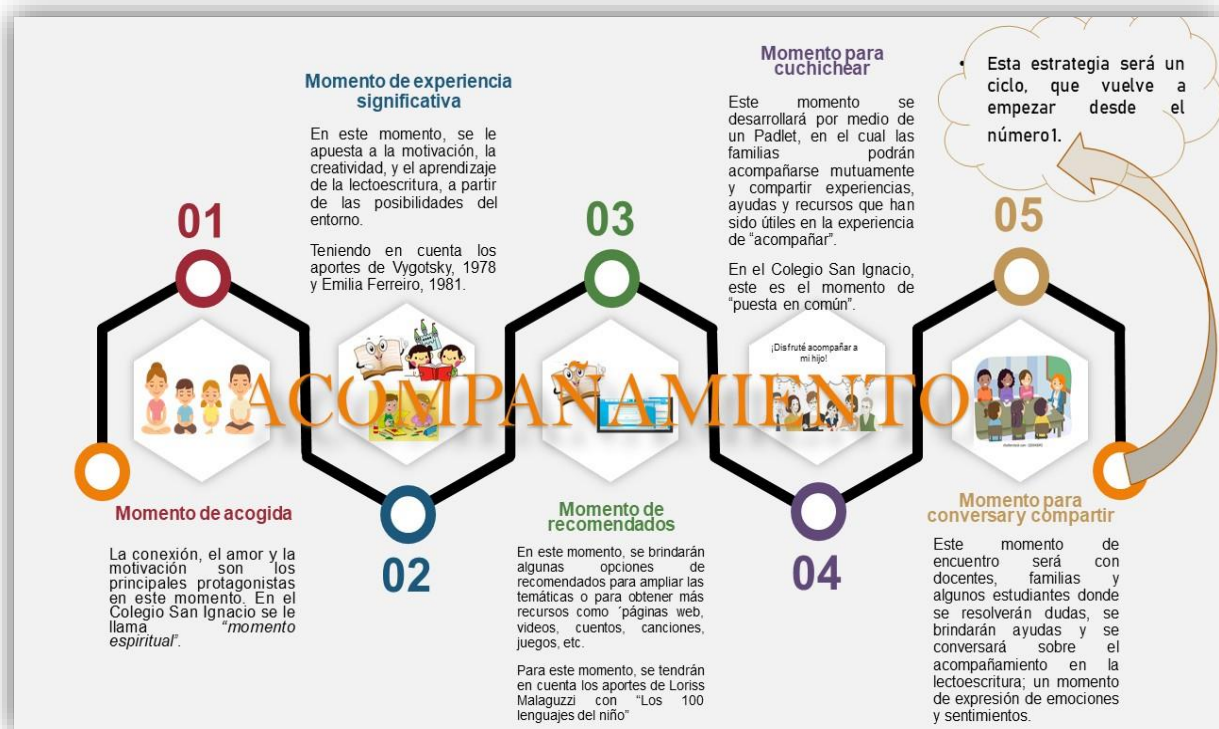 01
Momento de acogida
La conexión, el amor y la
motivación son los
principales protagonistas
en este momento. En el
Colegio San Ignacio se le
llama "momento
espiritual".
Momento de experiencia
significativa
En este momento, se le
apuesta a la motivación, la
creatividad, y el aprendizaje
de la lectoescritura, a partir
de las posibilidades del
entorno.
Teniendo en cuenta los
aportes de Vygotsky, 1978
y Emilia Ferreiro, 1981.
02
03
Momento de
recomendados
En este momento, se brindarán
algunas opciones de
recomendados para ampliar las
temáticas o para obtener más
recursos como ´páginas web,
videos, cuentos, canciones,
juegos, etc.
Para este momento, se tendrán
en cuenta los aportes de Loriss
Malaguzzi con "Los 100
lenguajes del niño"
Momento para
cuchichear
Este momento se
desarrollará por medio de
un Padlet, en el cual las
familias podrán
acompañarse mutuamente
y compartir experiencias,
ayudas y recursos que han
sido útiles en la experiencia
de "acompañar".
En el Colegio San Ignacio,
este es el momento de
"puesta en común".
¡Disfruté acompañar a
mi hijo!
04
05
Momento para
conversar y compartir
Este momento de
encuentro será con
docentes, familias y
algunos estudiantes donde
se resolverán dudas, se
brindarán ayudas y se
conversará sobre el
acompañamiento en la
lectoescritura; un momento
de expresión de emociones
y sentimientos.
• Esta estrategia será un
ciclo, que vuelve a
empezar desde el
número1.
ACOMPANAMIENTO